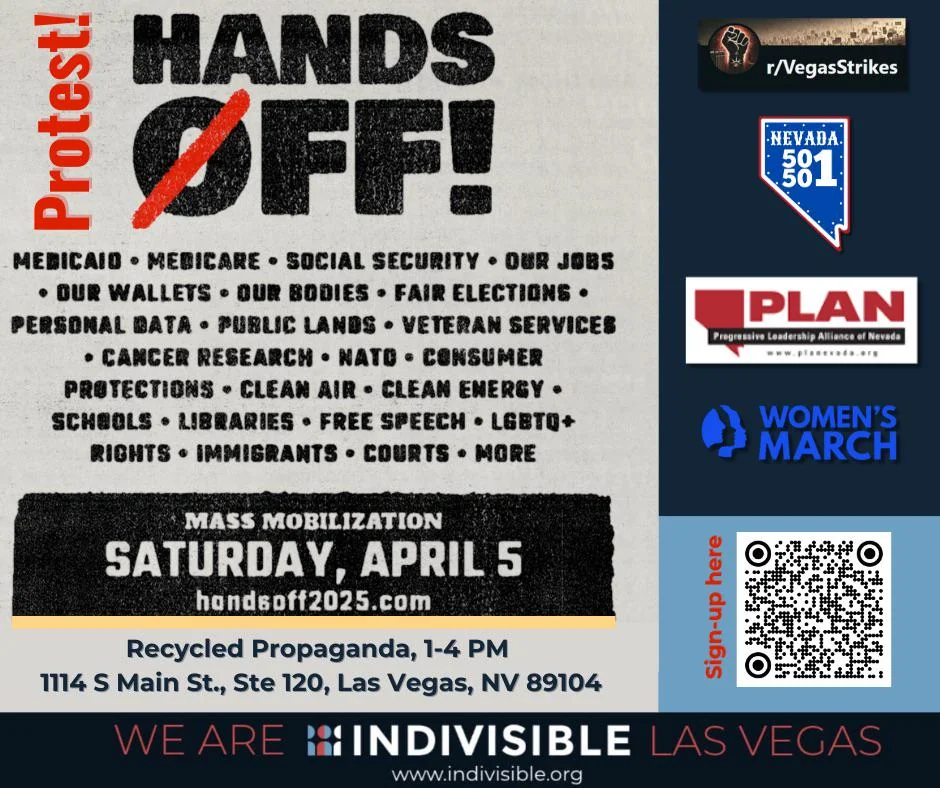 Protest!
HANDS
OFF!
MEDICAID • MEDICARE • SOCIAL SECURITY • OUR JOBS
• OUR WALLETS • OUR BODIES • FAIR ELECTIONS •
PERSONAL DATA • PUBLIC LANDS • VETERAN SERVICES
• CANCER RESEARCH • NATO • CONSUMER
PROTECTIONS • CLEAN AIR • CLEAN ENERGY •
SCHOOLS • LIBRARIES • FREE SPEECH • LGBTQ+
RIGHTS • IMMIGRANTS • COURTS • MORE
MASS MOBILIZATION
SATURDAY, APRIL 5
handsoff2025.com
Recycled Propaganda, 1-4 PM
1114 S Main St., Ste 120, Las Vegas, NV 89104
r/VegasStrikes
NEVADA
50
501
PLAN
Progressive Leadership Alliance of Nevada
www.planevada.org
WOMEN'S
MARCH
Sign-up here
WE ARE INDIVISIBLE LAS VEGAS
www.indivisible.org